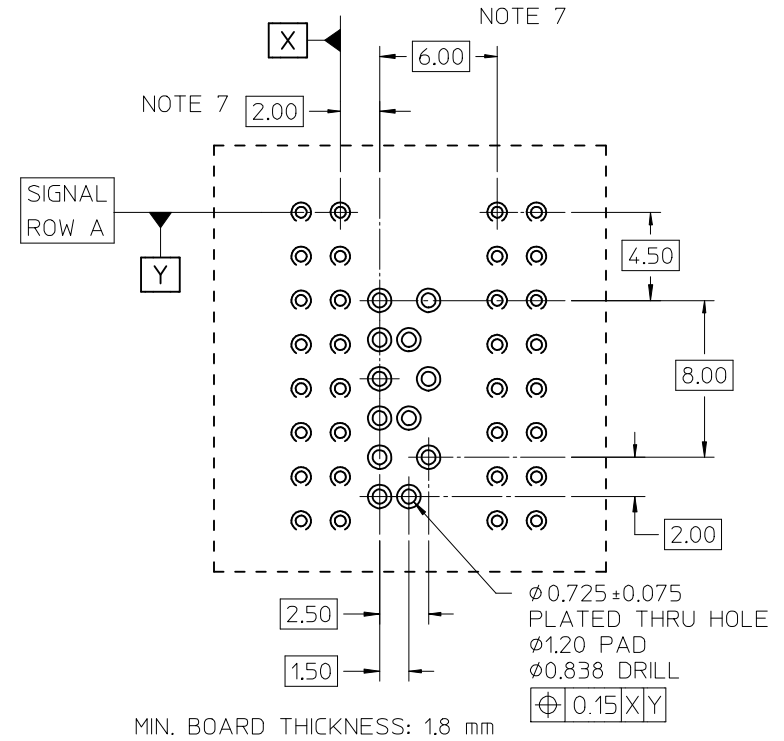 NOTE 7
X
6.00
NOTE 7
2.00
SIGNAL
ROW A
Y
4.50
8.00
2.00
2.50
1.50
⌀0.725±0.075
PLATED THRU HOLE
⌀1.20 PAD
⌀0.838 DRILL
⌖ 0.15 X Y
MIN. BOARD THICKNESS: 1.8 mm